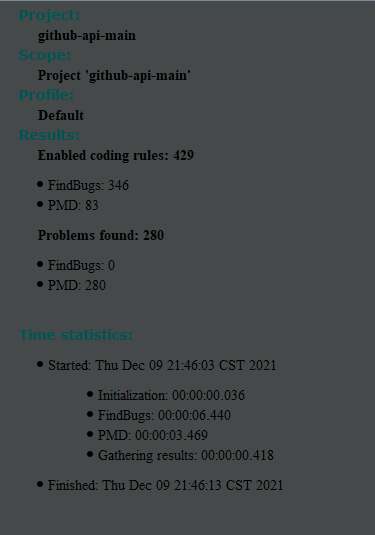 Project:
github-api-main
Scope:
Project 'github-api-main'
Profile:
Default
Results:
Enabled coding rules: 429
• FindBugs: 346
• PMD: 83
Problems found: 280
• FindBugs: 0
• PMD: 280
Time statistics:
• Started: Thu Dec 09 21:46:03 CST 2021
• Initialization: 00:00:00.036
• FindBugs: 00:00:06.440
• PMD: 00:00:03.469
• Gathering results: 00:00:00.418
• Finished: Thu Dec 09 21:46:13 CST 2021